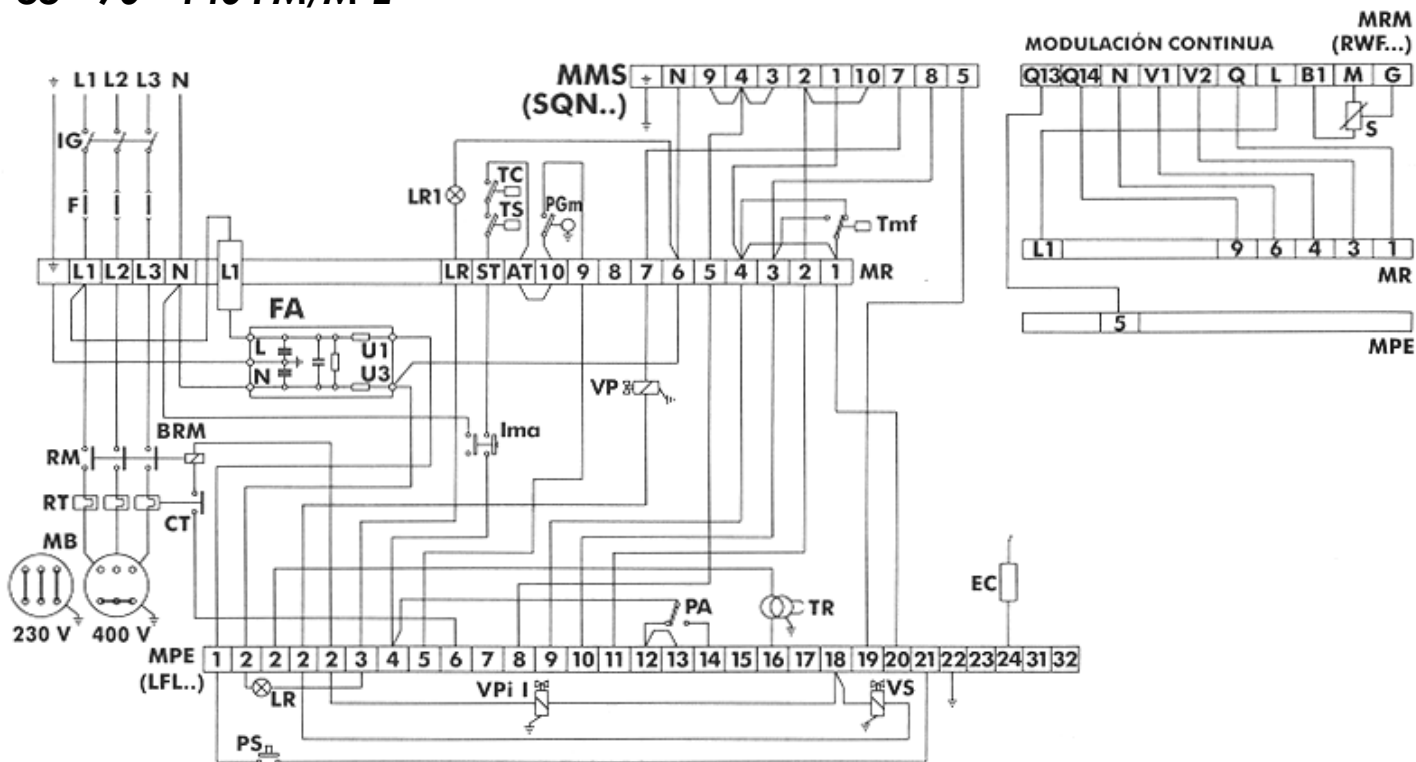 MRM
MODULACIÓN CONTINUA (RWF...)
Q13 Q14 N V1 V2 Q L B1 M G
S
L1 9 6 4 3 1
MR
5
MPE
L1 L2 L3 N
MMS ⏚ N 9 4 3 2 1 10 7 8 5
(SQN..)
IG
F
LR1
TC
TS
PGm
Tmf
⏚ L1 L2 L3 N L1 LR ST AT 10 9 8 7 6 5 4 3 2 1 MR
FA
L U1
N U3
VP
BRM
Ima
RM
RT
CT
MB
230 V 400 V
PA
TR
EC
MPE 1 2 2 2 2 3 4 5 6 7 8 9 10 11 12 13 14 15 16 17 18 19 20 21 22 23 24 31 32
(LFL..)
LR
VPi I
VS
PS